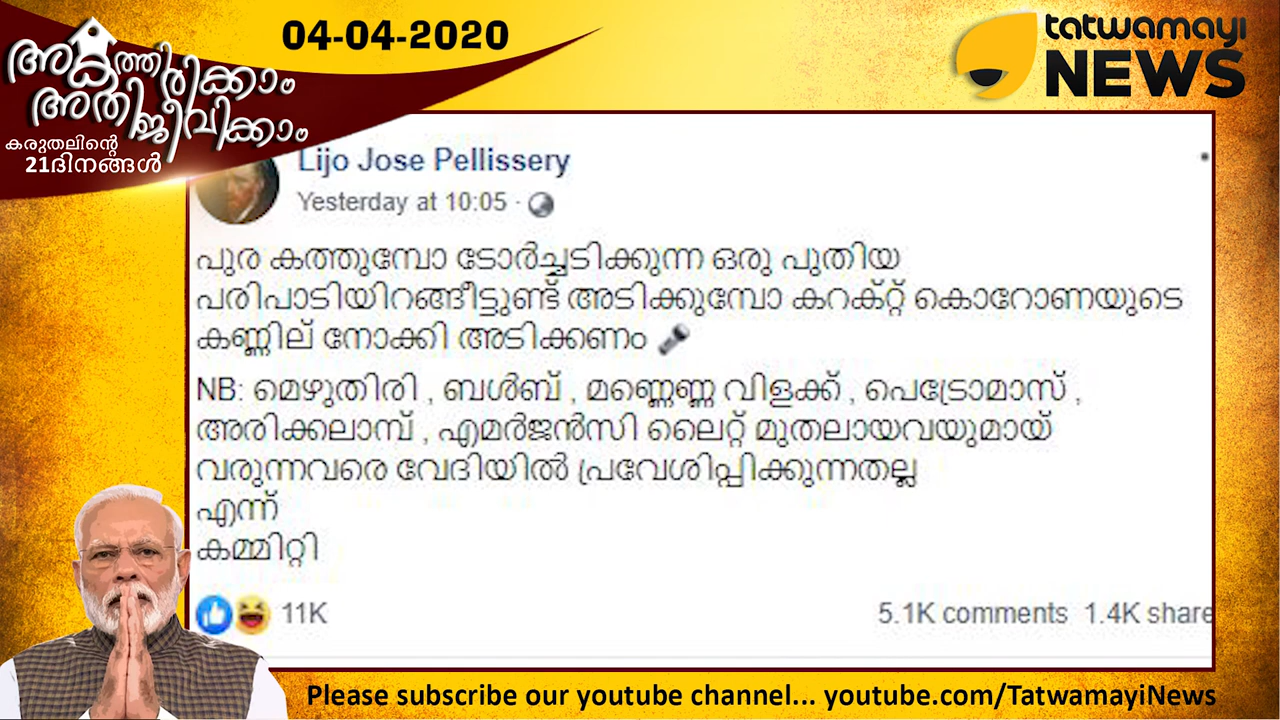 04-04-2020
tatwamayi
NEWS
അകത്തിരിക്കാം
അതിജീവിക്കാം
കരുതലിന്റെ
21ദിനങ്ങൾ
Lijo Jose Pellissery
Yesterday at 10:05 ·
പുര കത്തുമ്പോ ടോർച്ചടിക്കുന്ന ഒരു പുതിയ
പരിപാടിയിറങ്ങീട്ടുണ്ട് അടിക്കുമ്പോ കറക്റ്റ് കൊറോണയുടെ
കണ്ണില് നോക്കി അടിക്കണം 🎤
NB: മെഴുതിരി , ബൾബ് , മണ്ണെണ്ണ വിളക്ക് , പെട്രോമാസ് ,
അരിക്കലാമ്പ് , എമർജൻസി ലൈറ്റ് മുതലായവയുമായ്
വരുന്നവരെ വേദിയിൽ പ്രവേശിപ്പിക്കുന്നതല്ല
എന്ന്
കമ്മിറ്റി
11K
5.1K comments 1.4K share
Please subscribe our youtube channel... youtube.com/TatwamayiNews